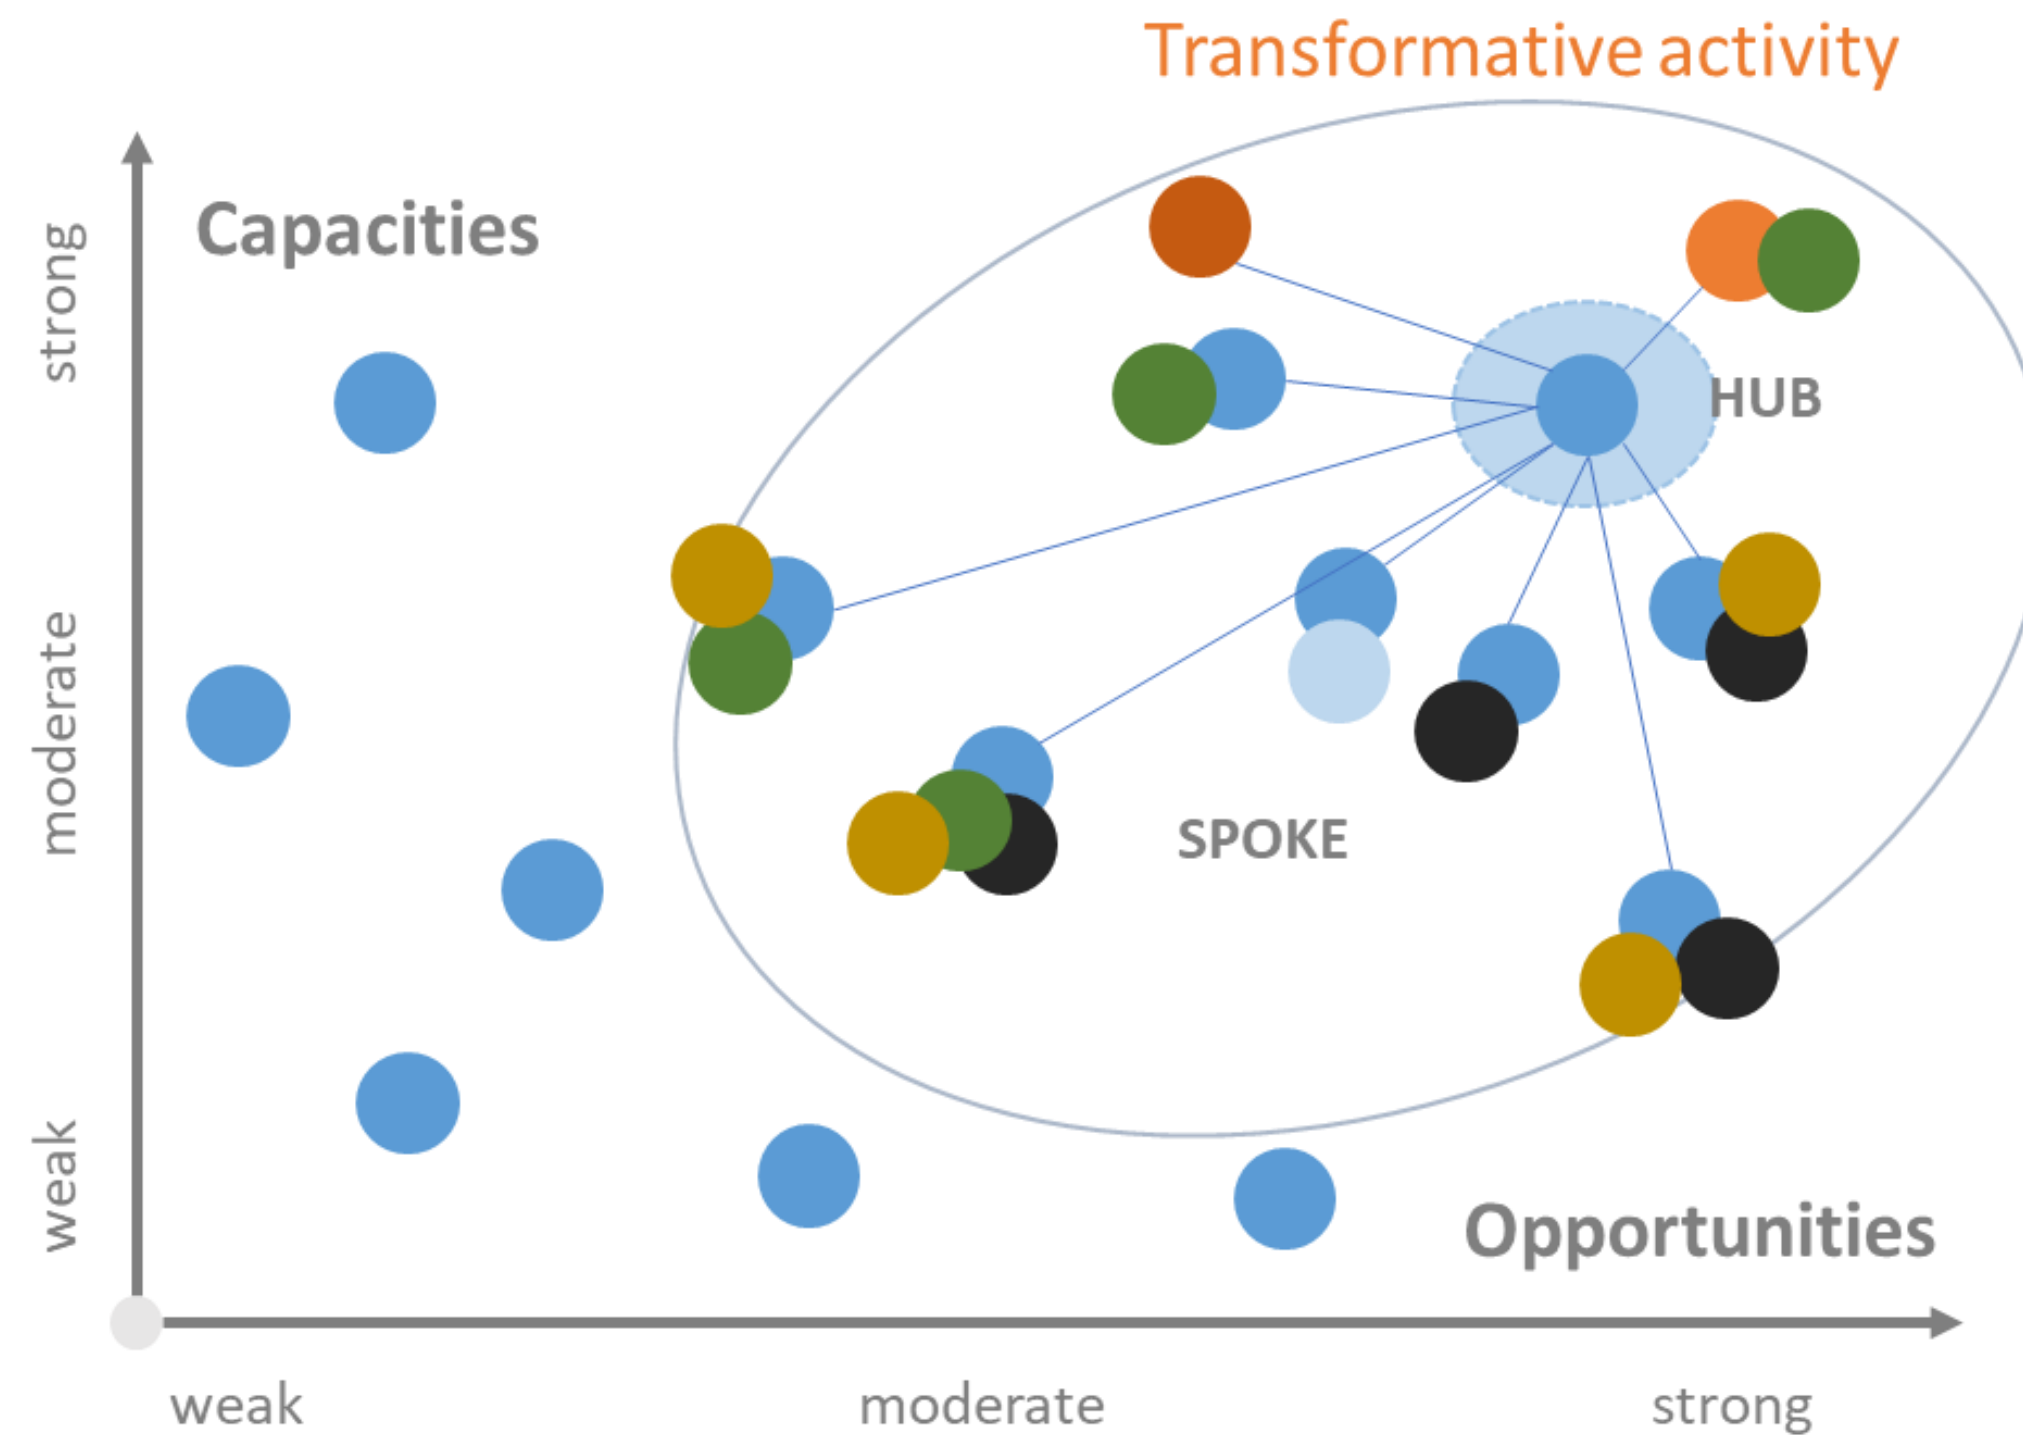 Transformative activity
Capacities
strong
HUB
moderate
SPOKE
weak
Opportunities
weak
moderate
strong